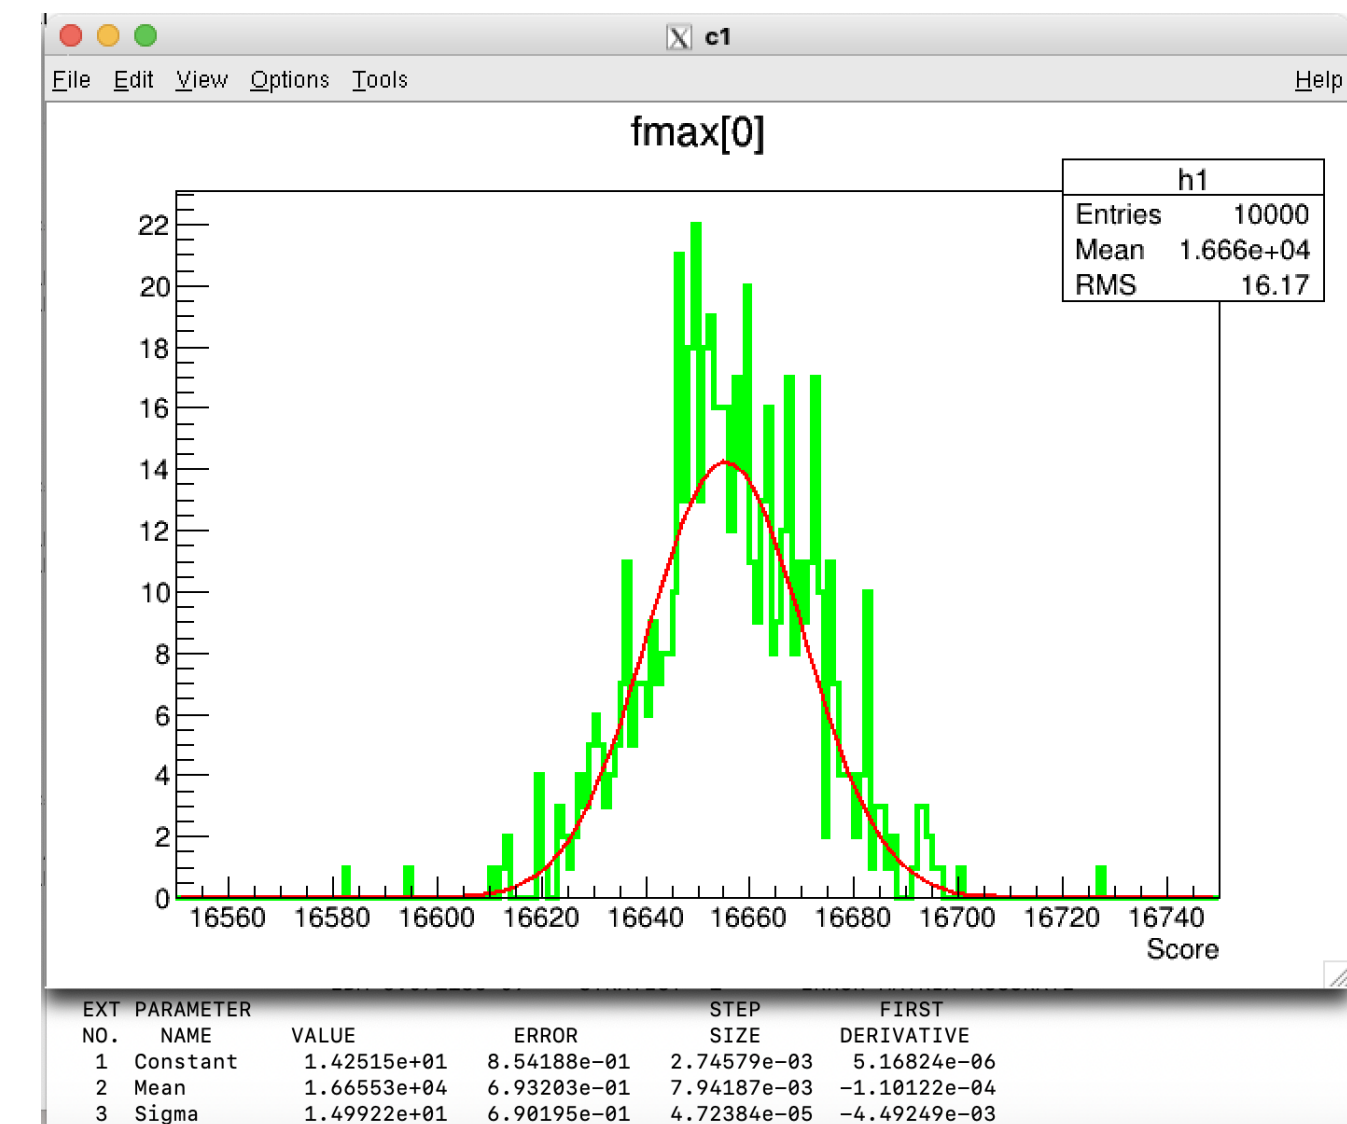 c1
File Edit View Options Tools Help
fmax[0]
h1
Entries 10000
Mean 1.666e+04
RMS 16.17
22
20
18
16
14
12
10
8
6
4
2
0
16560 16580 16600 16620 16640 16660 16680 16700 16720 16740
Score
EXT PARAMETER STEP FIRST
NO. NAME VALUE ERROR SIZE DERIVATIVE
1 Constant 1.42515e+01 8.54188e-01 2.74579e-03 5.16824e-06
2 Mean 1.66553e+04 6.93203e-01 7.94187e-03 -1.10122e-04
3 Sigma 1.49922e+01 6.90195e-01 4.72384e-05 -4.49249e-03